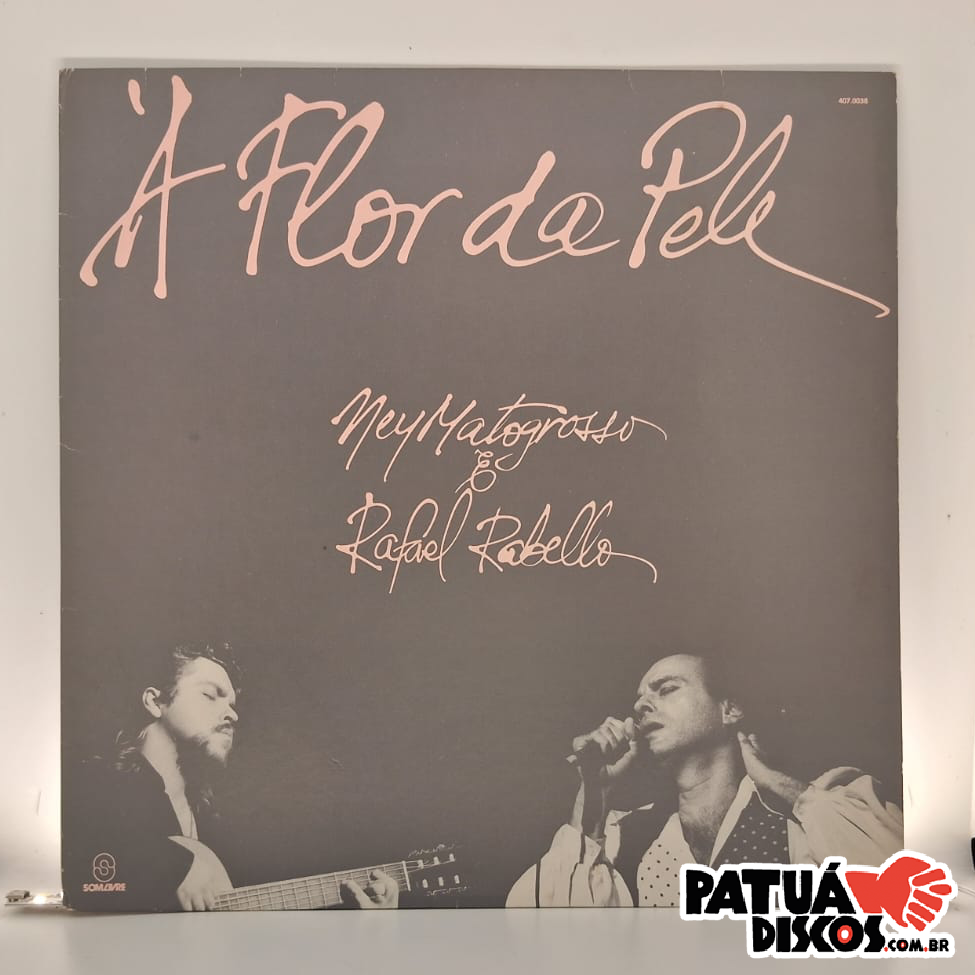 À Flor da Pele
407.0038
Ney Matogrosso
E
Rafael Rabello
SOM LIVRE
PATUÁ
DISCOS.COM.BR